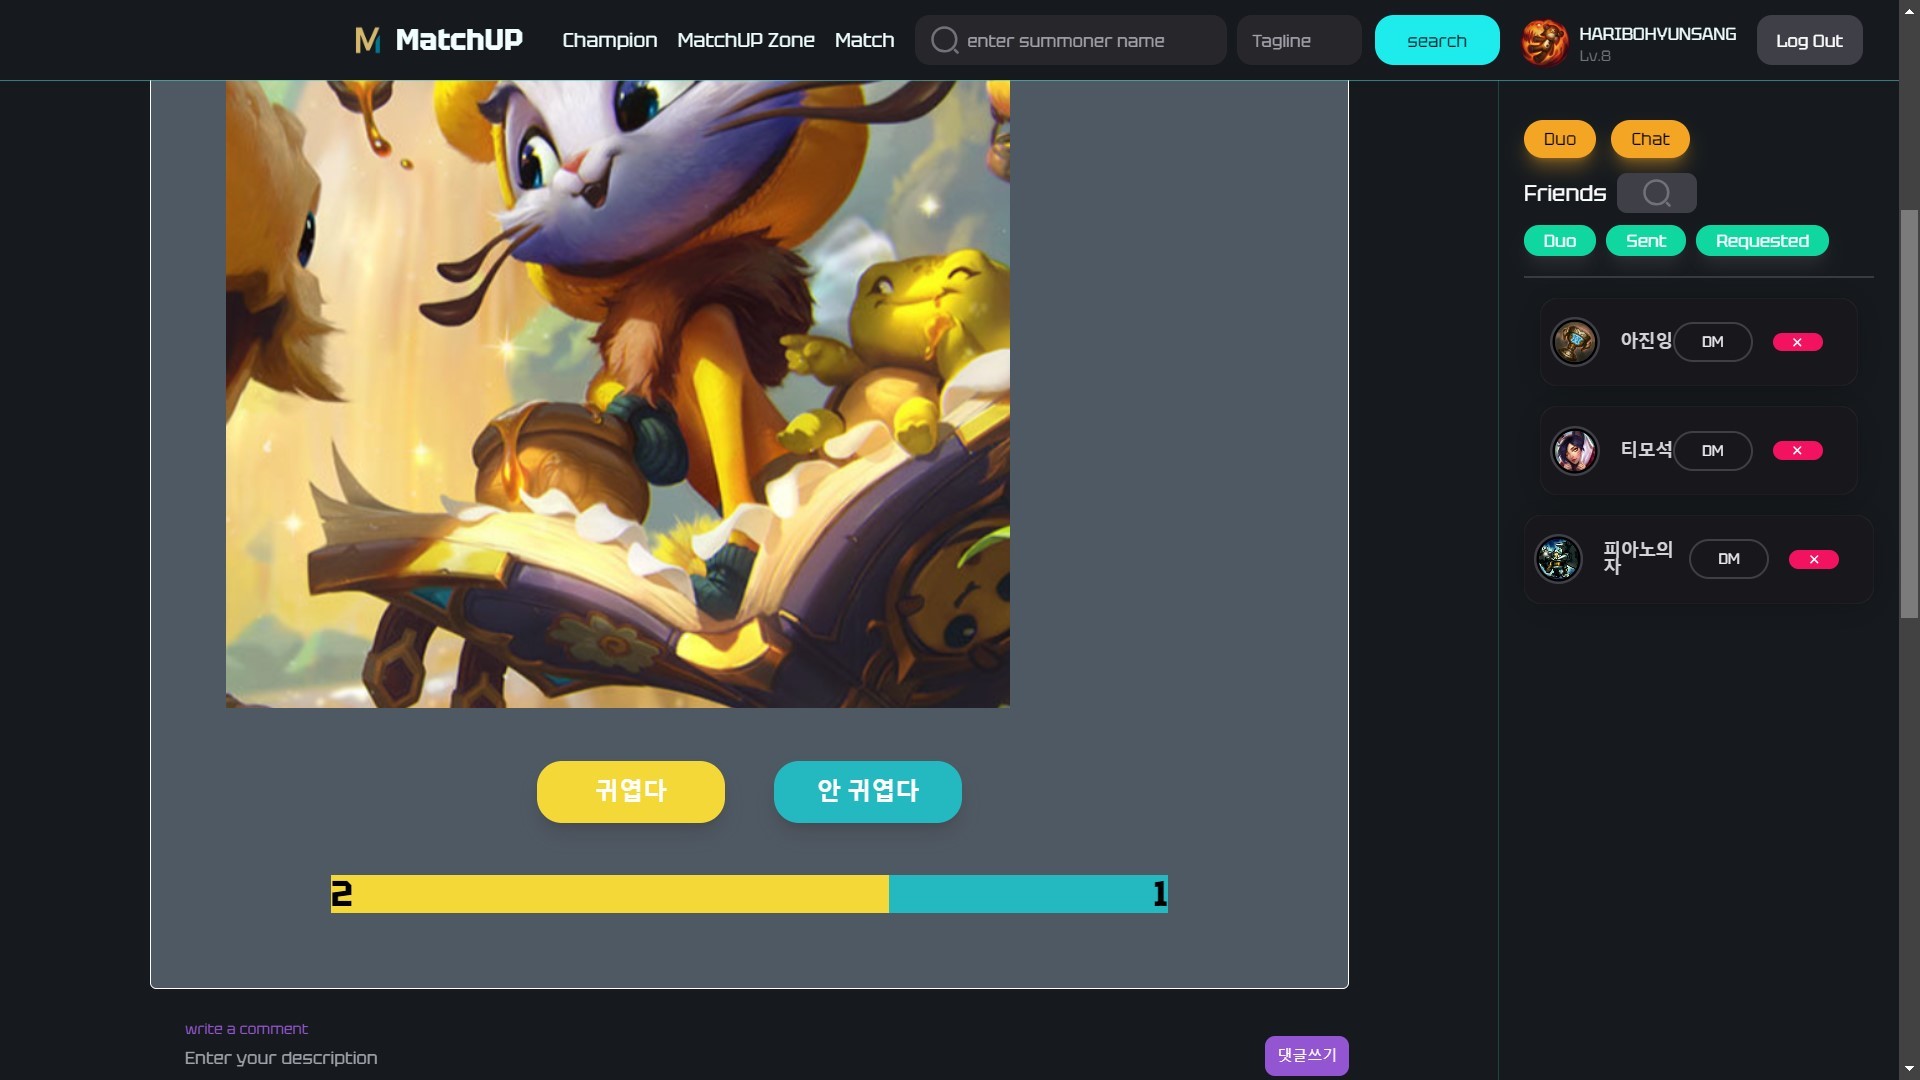 MatchUP Champion MatchUP Zone Match enter summoner name Tagline search HARIBOHYUNSANG Log Out
Lv.8
Duo Chat
Friends
Duo Sent Requested
아진잉 DM ×
티모석 DM ×
피아노의
자 DM ×
귀엽다 안 귀엽다
2 1
write a comment
Enter your description 댓글쓰기